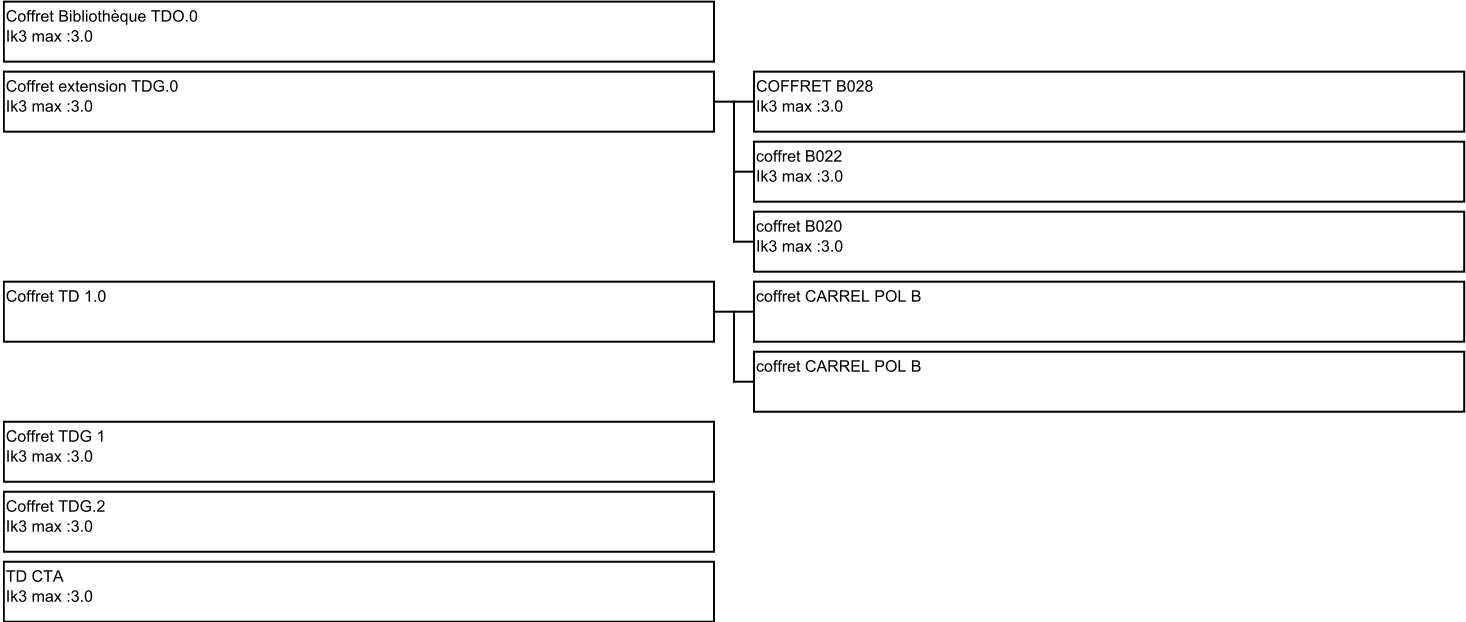 Coffret Bibliothèque TDO.0
Ik3 max :3.0
Coffret extension TDG.0
Ik3 max :3.0
COFFRET B028
Ik3 max :3.0
coffret B022
Ik3 max :3.0
coffret B020
Ik3 max :3.0
Coffret TD 1.0
coffret CARREL POL B
coffret CARREL POL B
Coffret TDG 1
Ik3 max :3.0
Coffret TDG.2
Ik3 max :3.0
TD CTA
Ik3 max :3.0